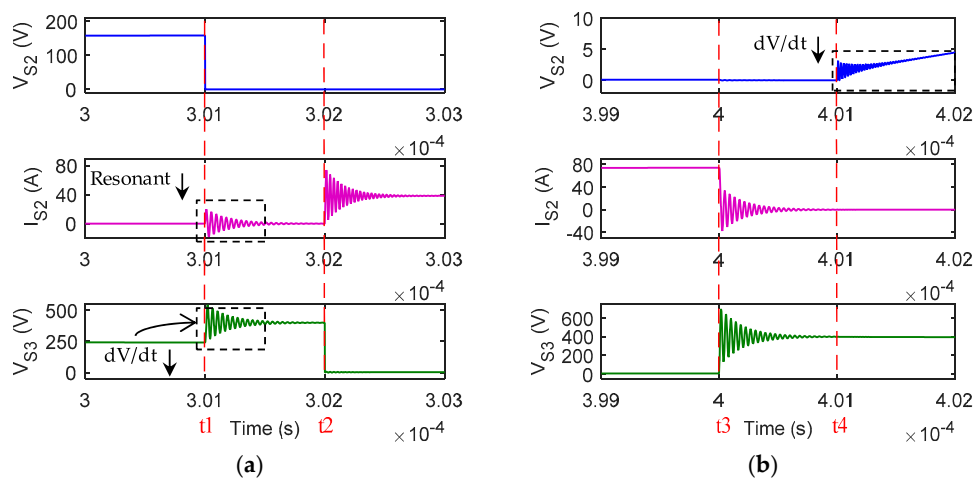 200
100
0
V_S2 (V)
3
3.01
3.02
3.03
×10^-4
80
40
0
I_S2 (A)
Resonant
3
3.01
3.02
3.03
×10^-4
500
250
0
V_S3 (V)
dV/dt
3
3.01
3.02
3.03
t1
Time (s)
t2
×10^-4
(a)
10
5
0
V_S2 (V)
dV/dt
3.99
4
4.01
4.02
×10^-4
80
40
0
-40
I_S2 (A)
3.99
4
4.01
4.02
×10^-4
600
400
200
0
V_S3 (V)
3.99
4
4.01
4.02
t3
Time (s)
t4
×10^-4
(b)